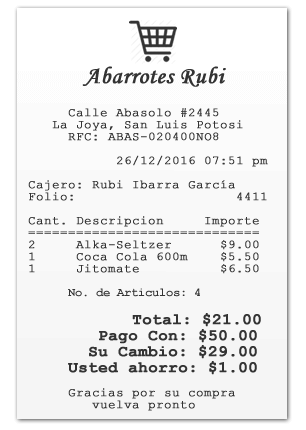 Abarrotes Rubi
Calle Abasolo #2445
La Joya, San Luis Potosi
RFC: ABAS-020400NO8
26/12/2016 07:51 pm
Cajero: Rubi Ibarra García
Folio: 4411
Cant. Descripcion Importe
==============================
2 Alka-Seltzer $9.00
1 Coca Cola 600m $5.50
1 Jitomate $6.50
No. de Articulos: 4
Total: $21.00
Pago Con: $50.00
Su Cambio: $29.00
Usted ahorro: $1.00
Gracias por su compra
vuelva pronto